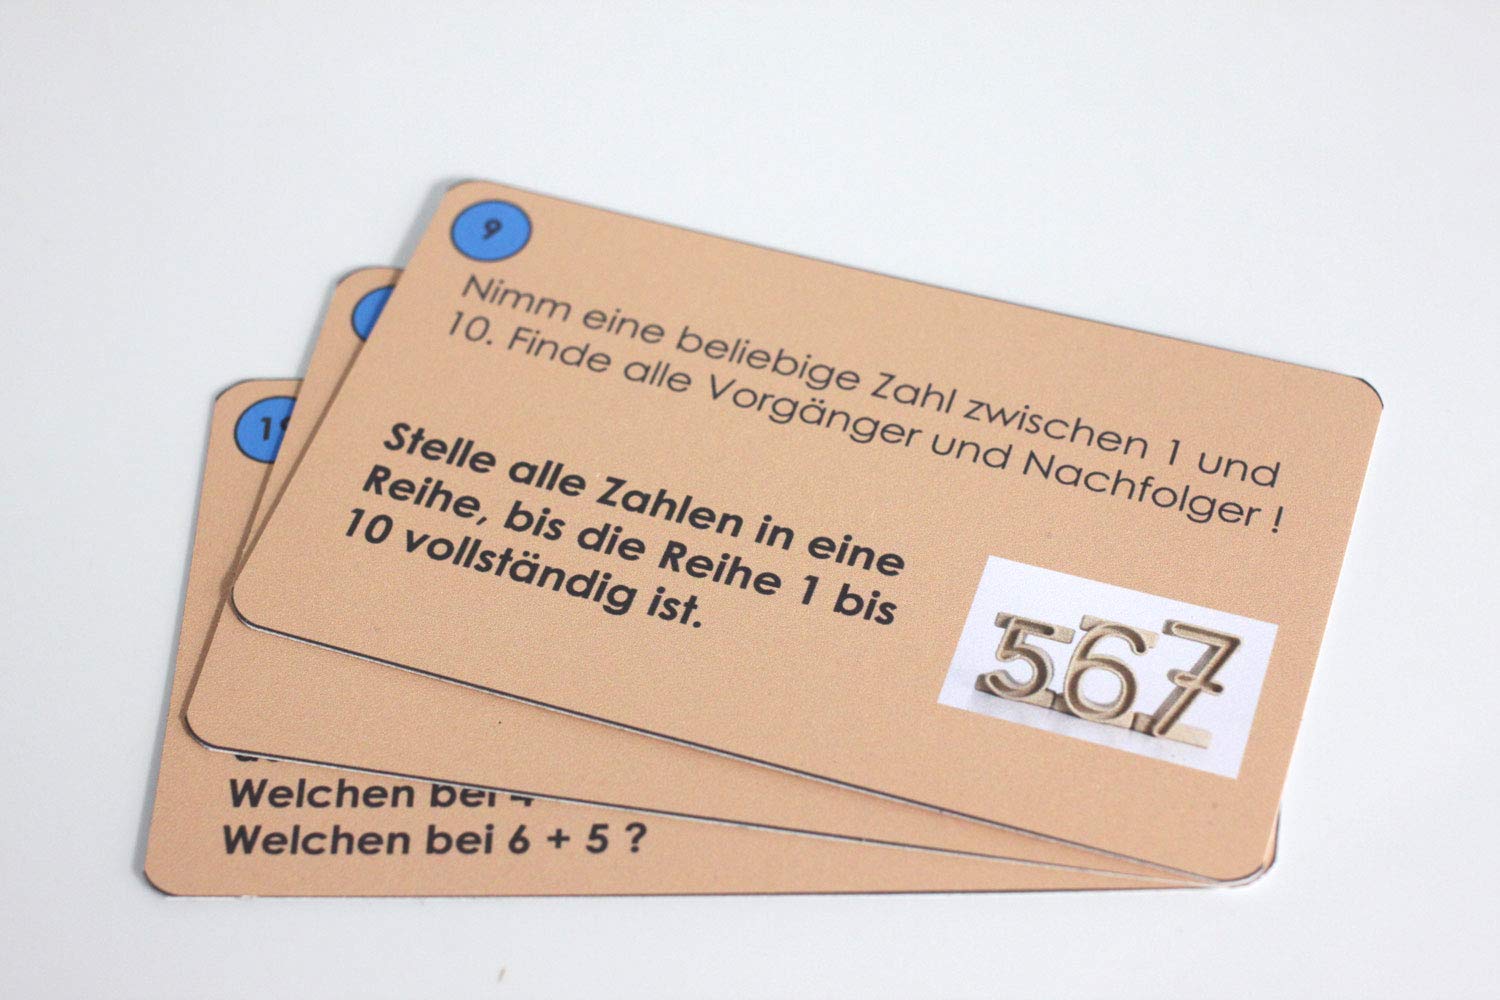 9
Nimm eine beliebige Zahl zwischen 1 und
10. Finde alle Vorgänger und Nachfolger !
Stelle alle Zahlen in eine
Reihe, bis die Reihe 1 bis
10 vollständig ist.
567
Welchen bei
Welchen bei 6 + 5 ?